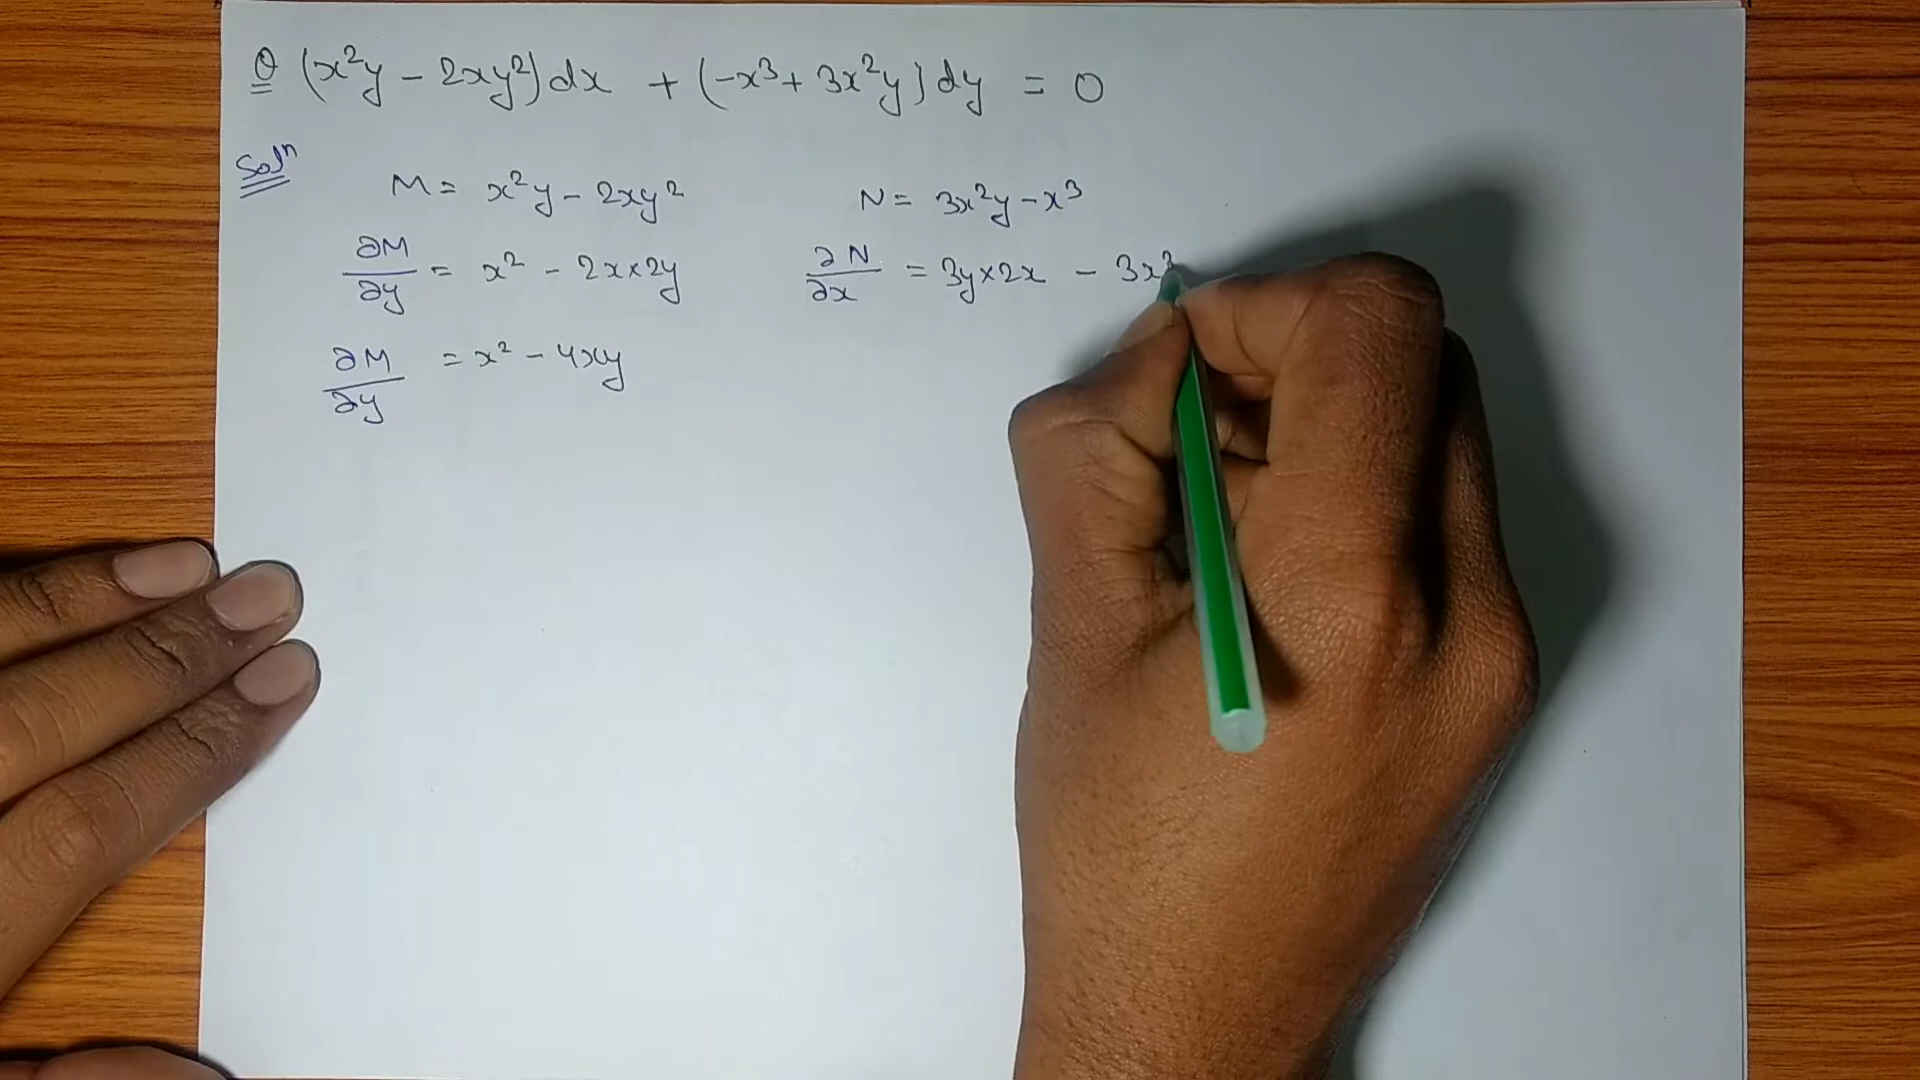 Q (x²y - 2xy²)dx + (-x³ + 3x²y)dy = 0
Solⁿ
M = x²y - 2xy² N = 3x²y - x³
∂M/∂y = x² - 2x×2y ∂N/∂x = 3y×2x - 3x²
∂M/∂y = x² - 4xy